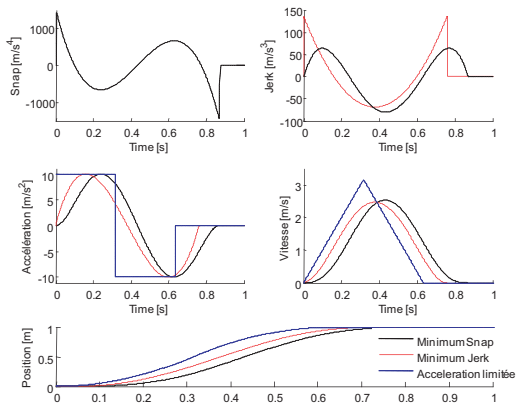 Snap [m/s⁴]
1000
0
-1000
0 0.2 0.4 0.6 0.8 1
Time [s]
Jerk [m/s³]
150
100
50
0
-50
-100
0 0.2 0.4 0.6 0.8 1
Time [s]
Accélération [m/s²]
10
5
0
-5
-10
0 0.2 0.4 0.6 0.8 1
Time [s]
Vitesse [m/s]
3
2
1
0
0 0.2 0.4 0.6 0.8 1
Time [s]
Position [m]
1
0.5
0
0 0.1 0.2 0.3 0.4 0.5 0.6 0.7 0.8 0.9 1
Minimum Snap
Minimum Jerk
Acceleration limitée